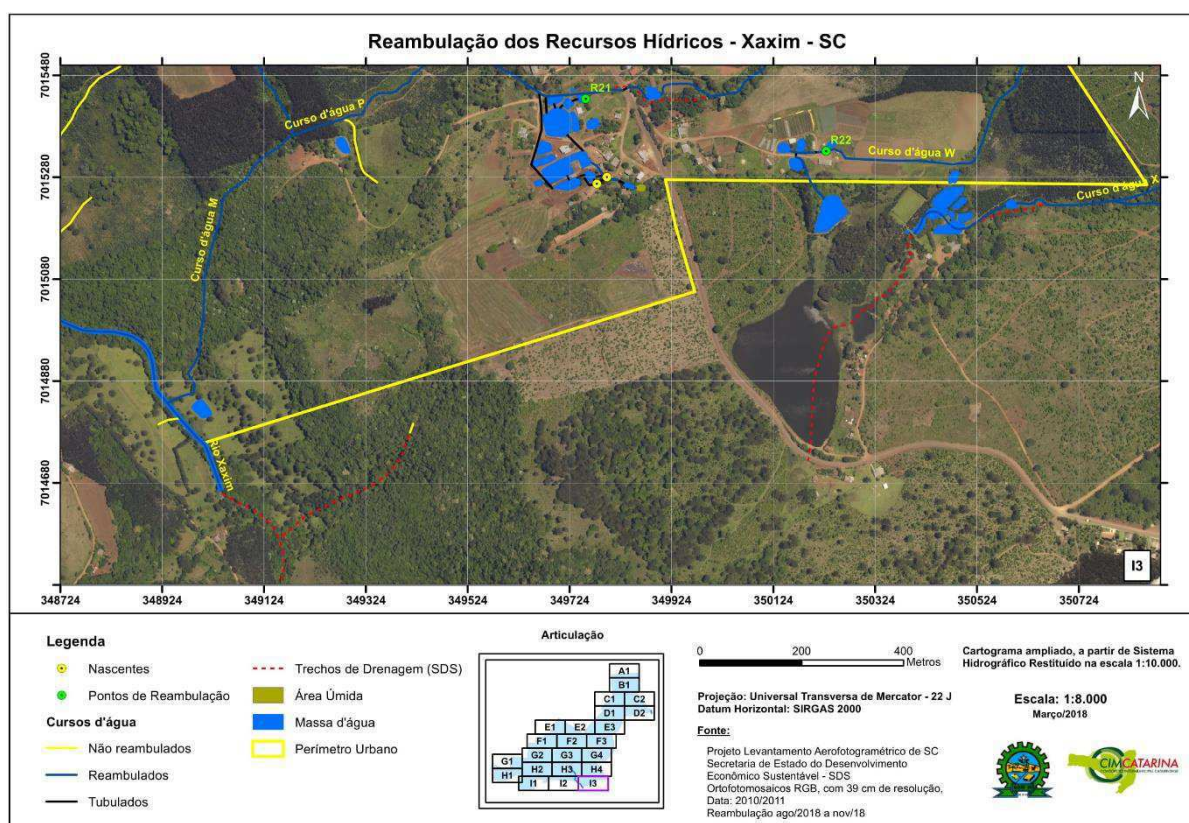 Reambulação dos Recursos Hídricos - Xaxim - SC
7015480
7015280
7015080
7014880
7014680
348724
348924
349124
349324
349524
349724
349924
350124
350324
350524
350724
Curso d'água P
Curso d'água M
Rio Xaxim
R21
R22
Curso d'água W
Curso d'água X
N
I3
Legenda
Nascentes
Pontos de Reambulação
Cursos d'água
Não reambulados
Reambulados
Tubulados
Trechos de Drenagem (SDS)
Área Úmida
Massa d'água
Perímetro Urbano
Articulação
A1
B1
C1 C2
D1 D2
E1 E2 E3
F1 F2 F3
G1 G2 G3 G4
H1 H2 H3 H4
I1 I2 I3
0 200 400
Metros
Projeção: Universal Transversa de Mercator - 22 J
Datum Horizontal: SIRGAS 2000
Fonte:
Projeto Levantamento Aerofotogramétrico de SC
Secretaria de Estado do Desenvolvimento
Econômico Sustentável - SDS
Ortofotomosaicos RGB, com 39 cm de resolução,
Data: 2010/2011
Reambulação ago/2018 a nov/18
Cartograma ampliado, a partir de Sistema
Hidrográfico Restituído na escala 1:10.000.
Escala: 1:8.000
Março/2018
CIMCATARINA